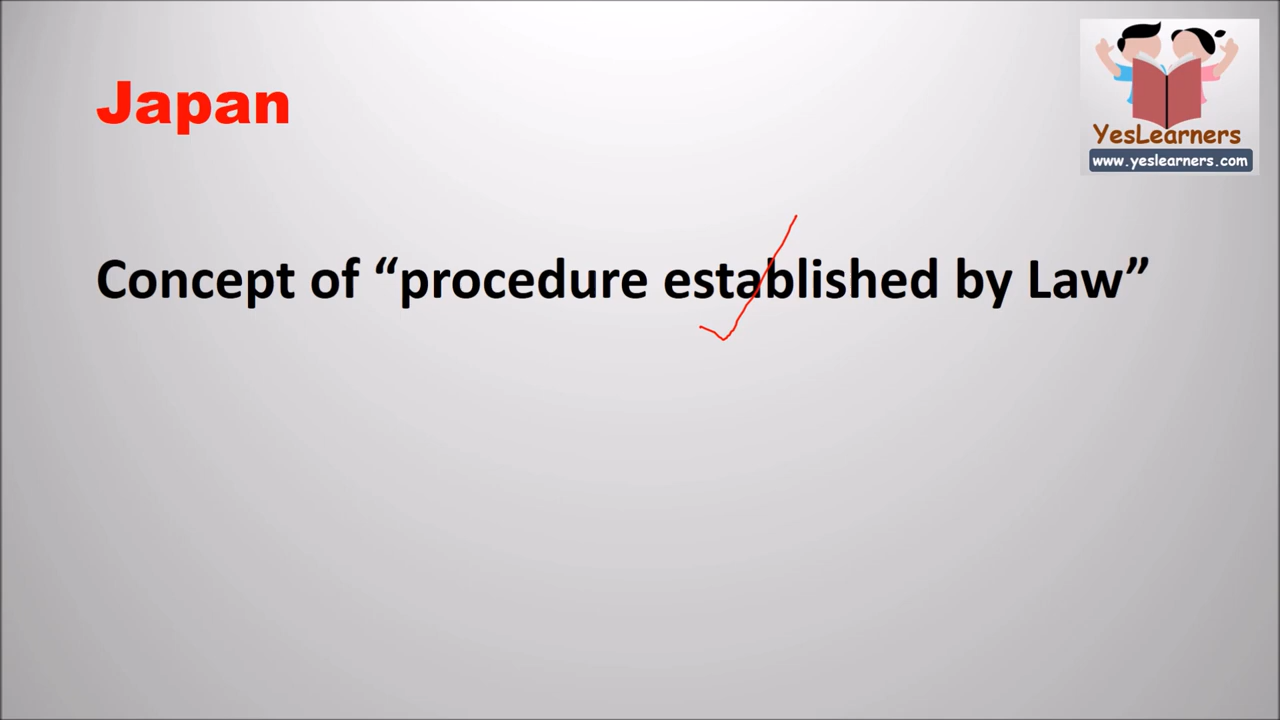 Japan
YesLearners
www.yeslearners.com
Concept of “procedure established by Law”